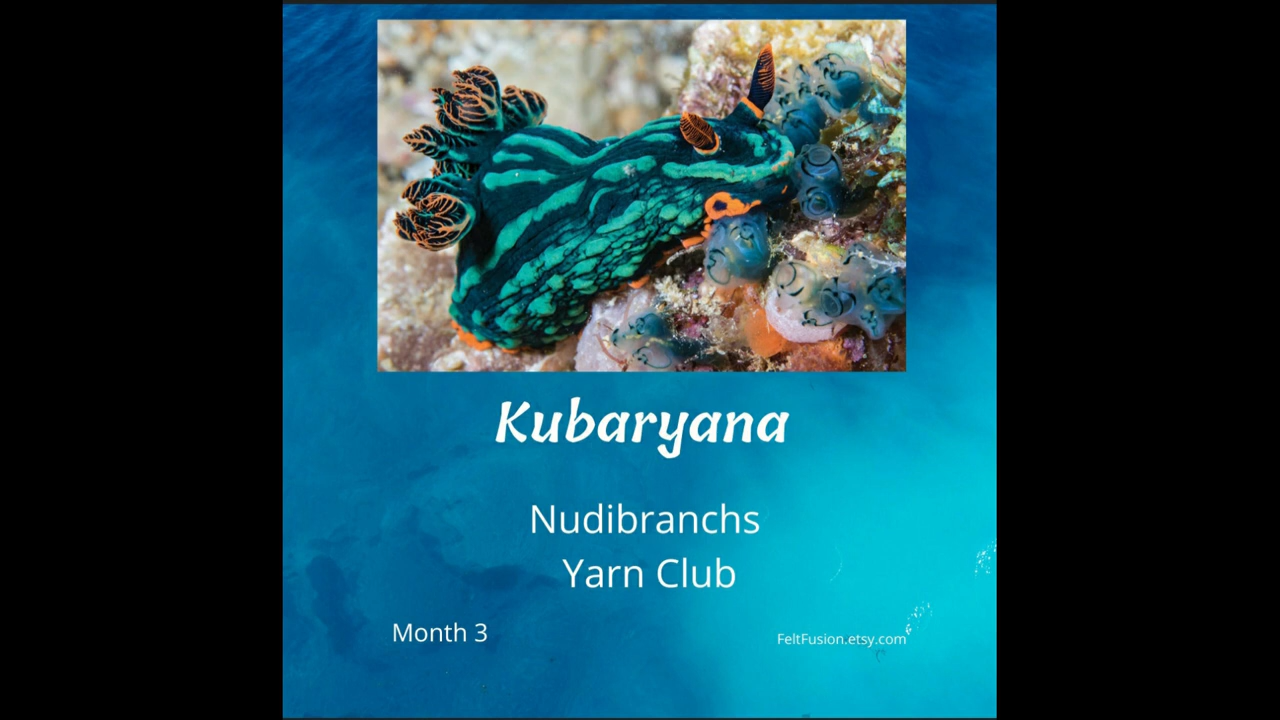 Kubaryana
Nudibranchs
Yarn Club
Month 3
FeltFusion.etsy.com